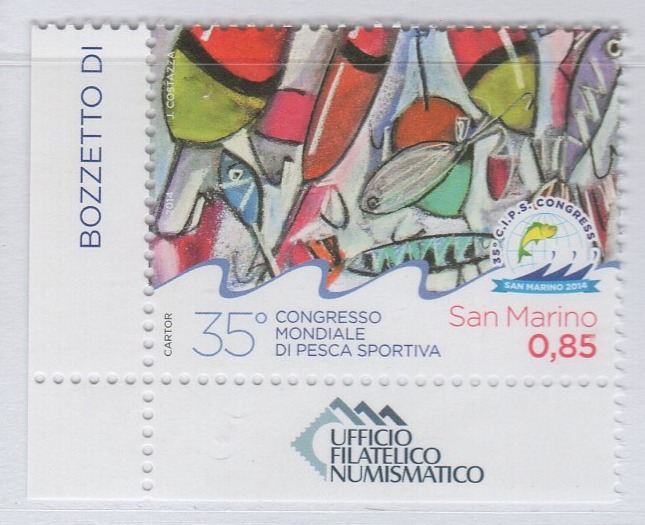 BOZZETTO DI
J. COSTAZZA
2014
35° C.I.P.S. CONGRESS
SAN MARINO 2014
CARTOR
35° CONGRESSO
MONDIALE
DI PESCA SPORTIVA
San Marino
0,85
UFFICIO
FILATELICO
NUMISMATICO